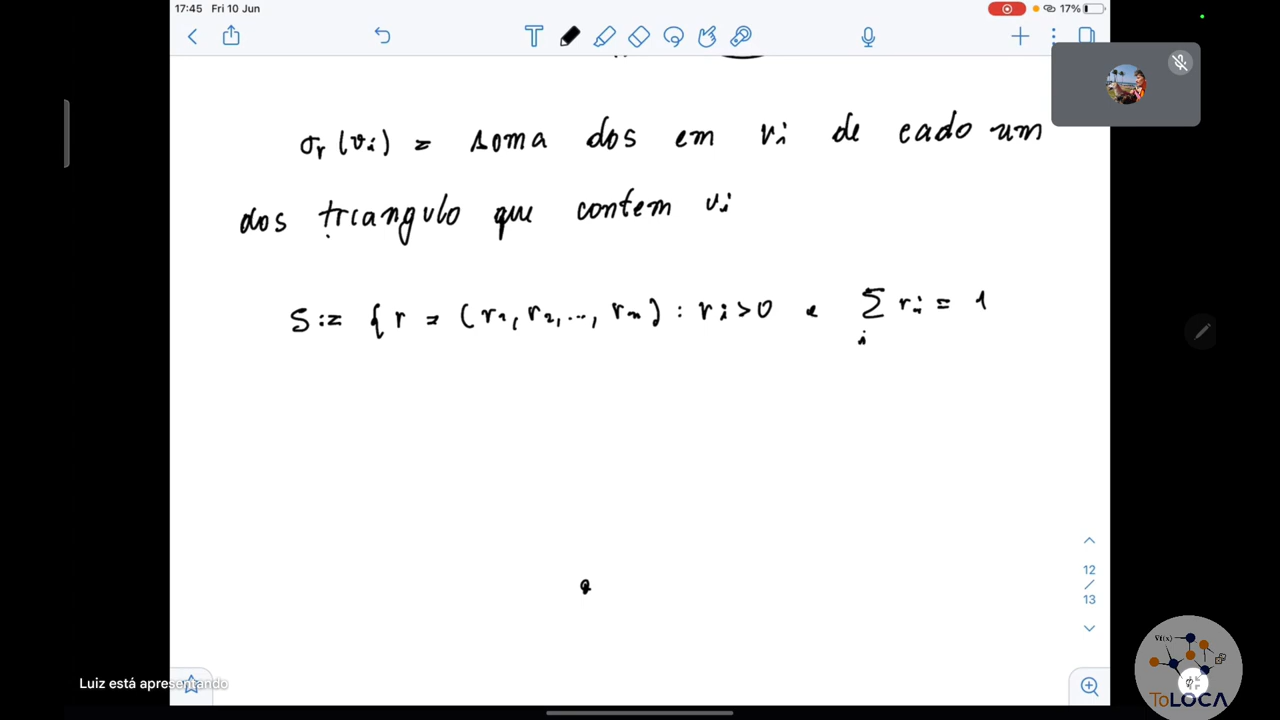 17:45 Fri 10 Jun
17%
σr (vi) = soma dos em vi de cado um
dos triangulo que contem vi
S := { r = (r1, r2, ..., rn) : ri > 0 e ∑i ri = 1
12
/
13
Luiz está apresentando
∇f(x)
ToLOCA